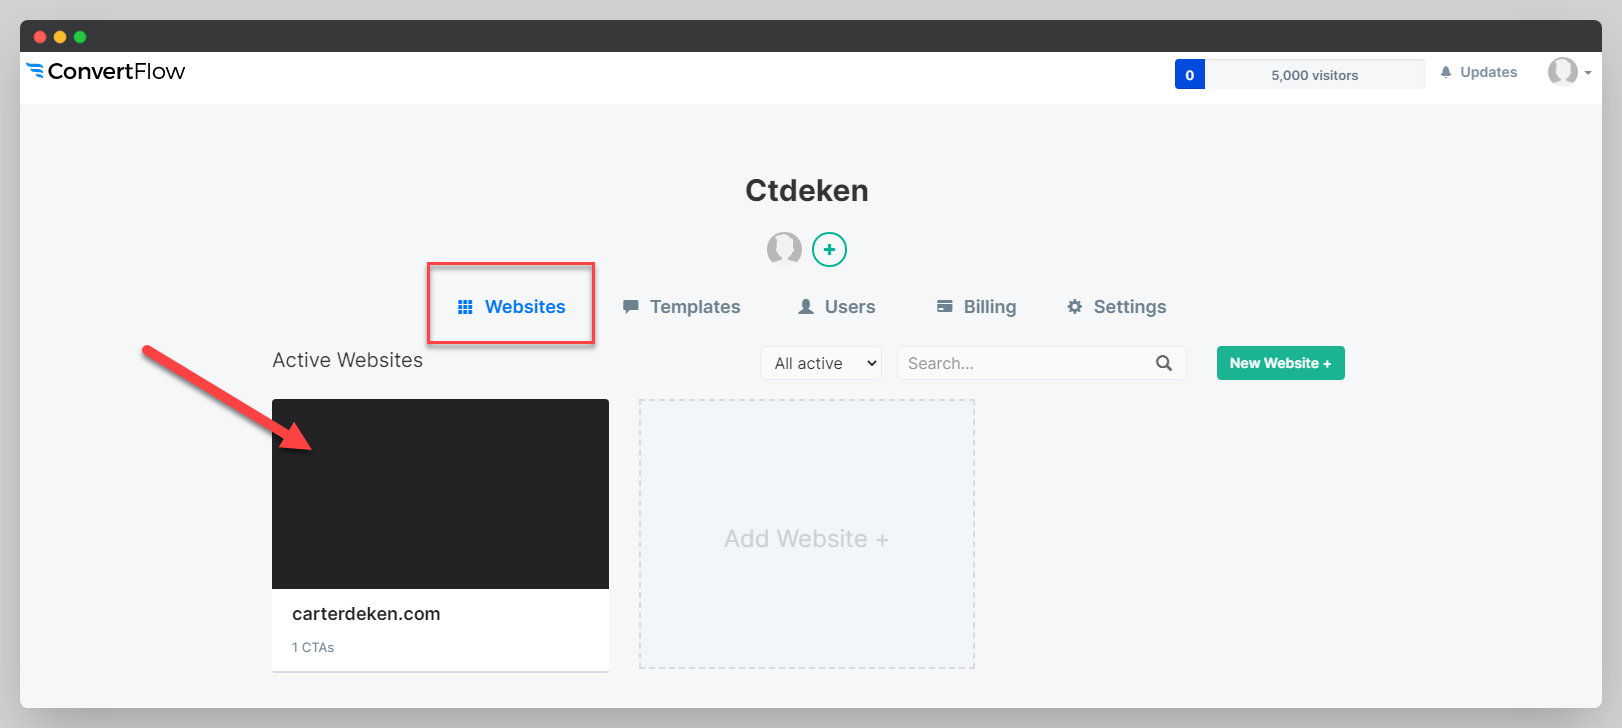 ConvertFlow
0 5,000 visitors Updates
Ctdeken
Websites Templates Users Billing Settings
Active Websites All active Search... New Website +
Add Website +
carterdeken.com
1 CTAs